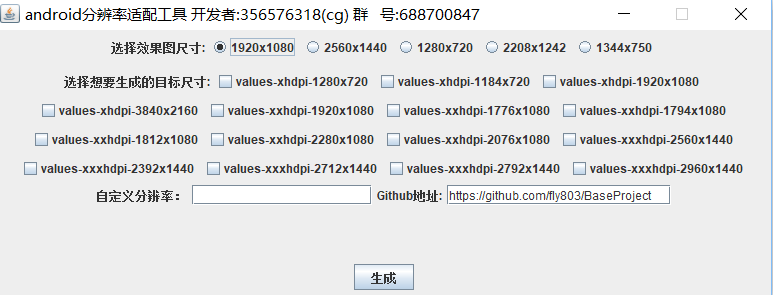 android分辨率适配工具 开发者:356576318(cg) 群 号:688700847
选择效果图尺寸: 1920x1080 2560x1440 1280x720 2208x1242 1344x750
选择想要生成的目标尺寸: values-xhdpi-1280x720 values-xhdpi-1184x720 values-xhdpi-1920x1080
values-xhdpi-3840x2160 values-xxhdpi-1920x1080 values-xxhdpi-1776x1080 values-xxhdpi-1794x1080
values-xxhdpi-1812x1080 values-xxhdpi-2280x1080 values-xxhdpi-2076x1080 values-xxxhdpi-2560x1440
values-xxxhdpi-2392x1440 values-xxxhdpi-2712x1440 values-xxxhdpi-2792x1440 values-xxxhdpi-2960x1440
自定义分辨率： Github地址: https://github.com/fly803/BaseProject
生成